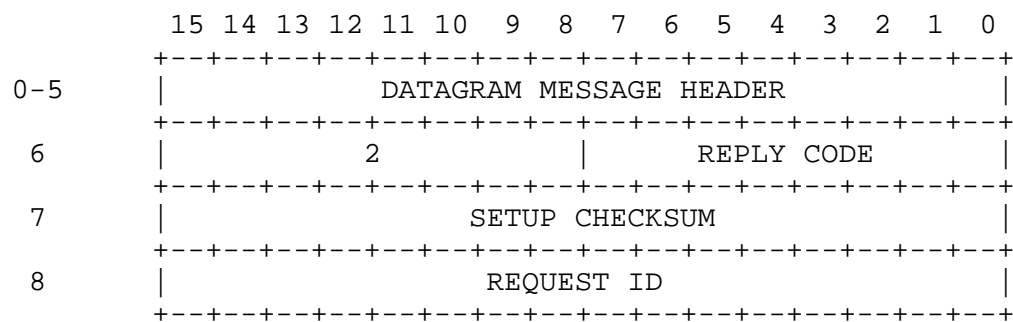 15 14 13 12 11 10 9 8 7 6 5 4 3 2 1 0
+--+--+--+--+--+--+--+--+--+--+--+--+--+--+--+--+
0-5 | DATAGRAM MESSAGE HEADER |
+--+--+--+--+--+--+--+--+--+--+--+--+--+--+--+--+
6 | 2 | REPLY CODE |
+--+--+--+--+--+--+--+--+--+--+--+--+--+--+--+--+
7 | SETUP CHECKSUM |
+--+--+--+--+--+--+--+--+--+--+--+--+--+--+--+--+
8 | REQUEST ID |
+--+--+--+--+--+--+--+--+--+--+--+--+--+--+--+--+